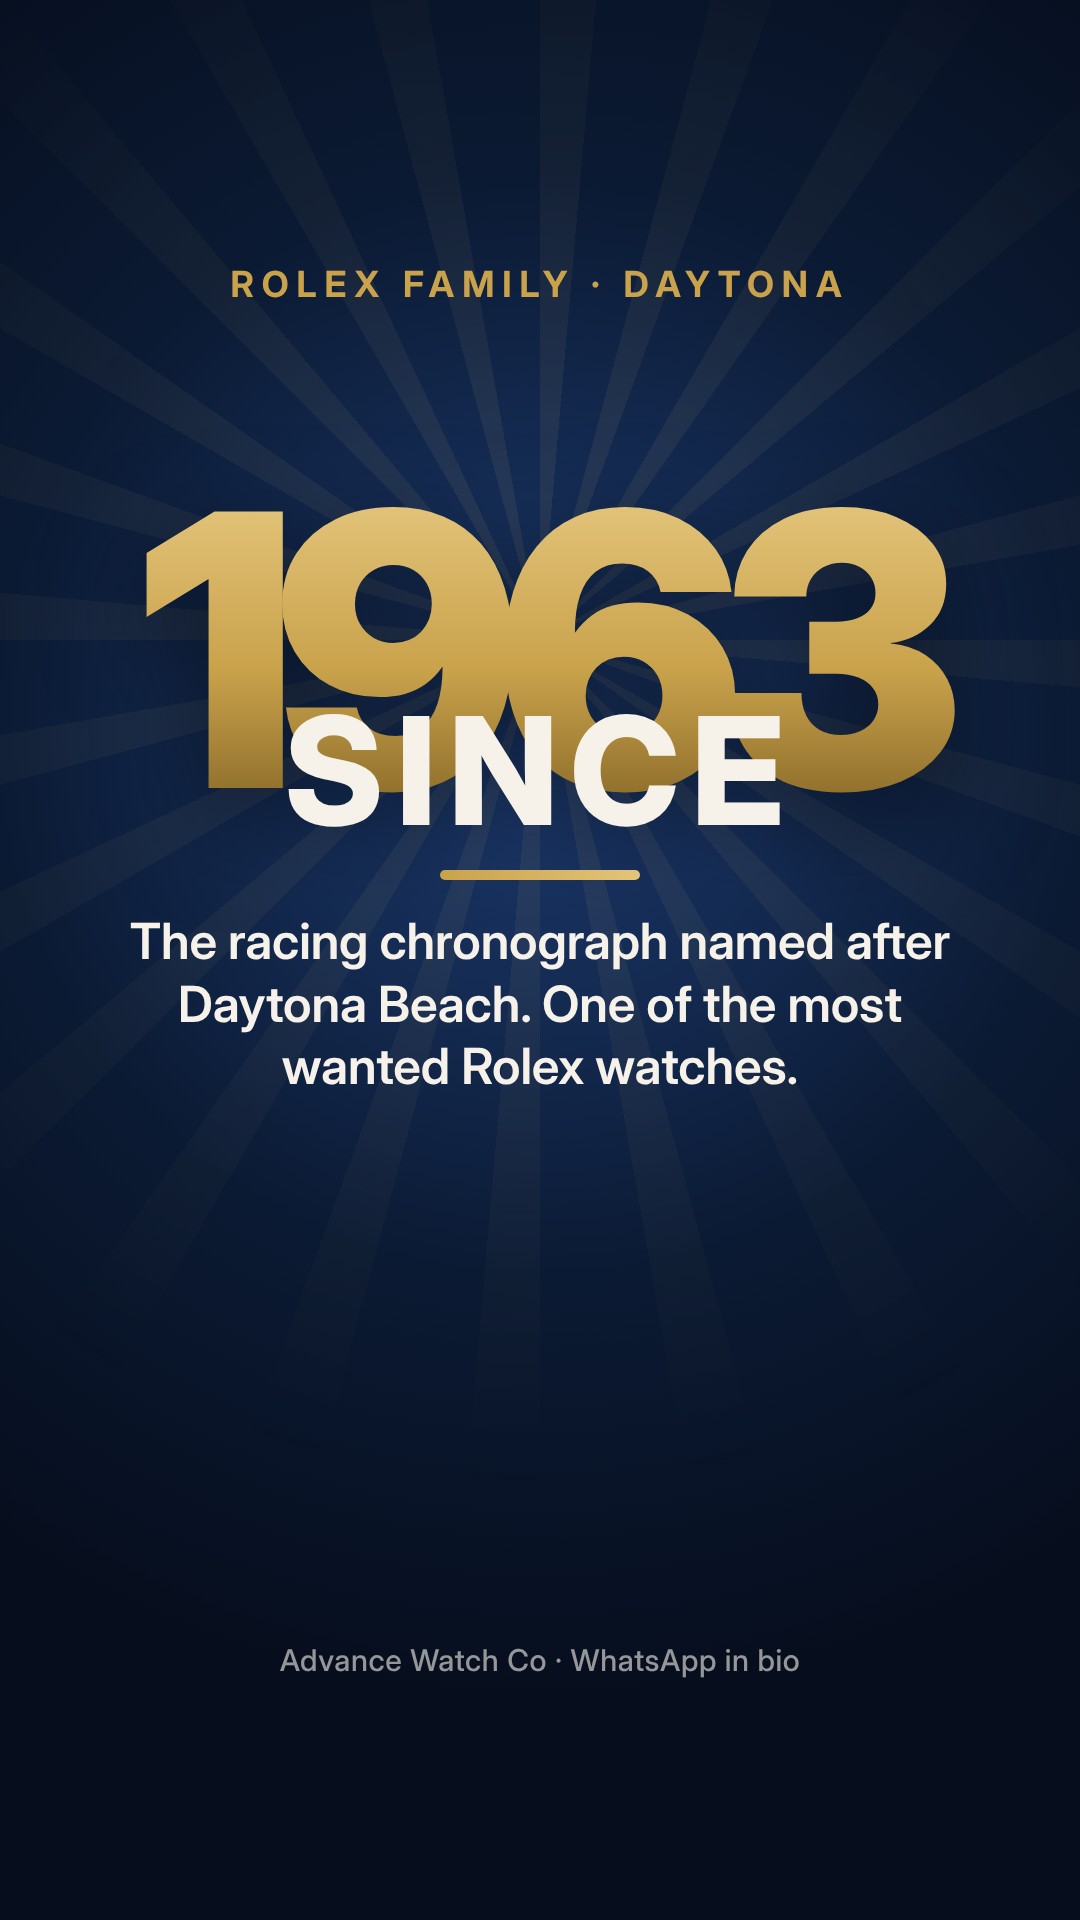 ROLEX FAMILY · DAYTONA
1963
SINCE
The racing chronograph named after
Daytona Beach. One of the most
wanted Rolex watches.
Advance Watch Co · WhatsApp in bio